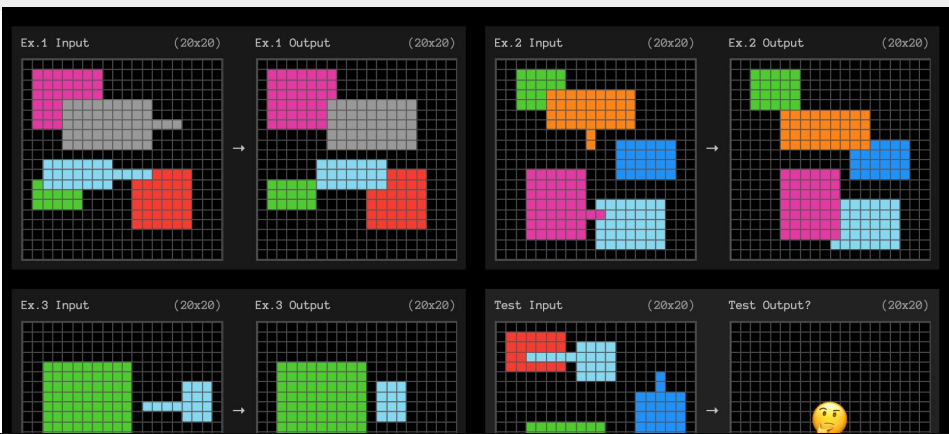 Ex.1 Input (20x20) Ex.1 Output (20x20)
Ex.2 Input (20x20) Ex.2 Output (20x20)
→
→
Ex.3 Input (20x20) Ex.3 Output (20x20)
Test Input (20x20) Test Output? (20x20)
→
→